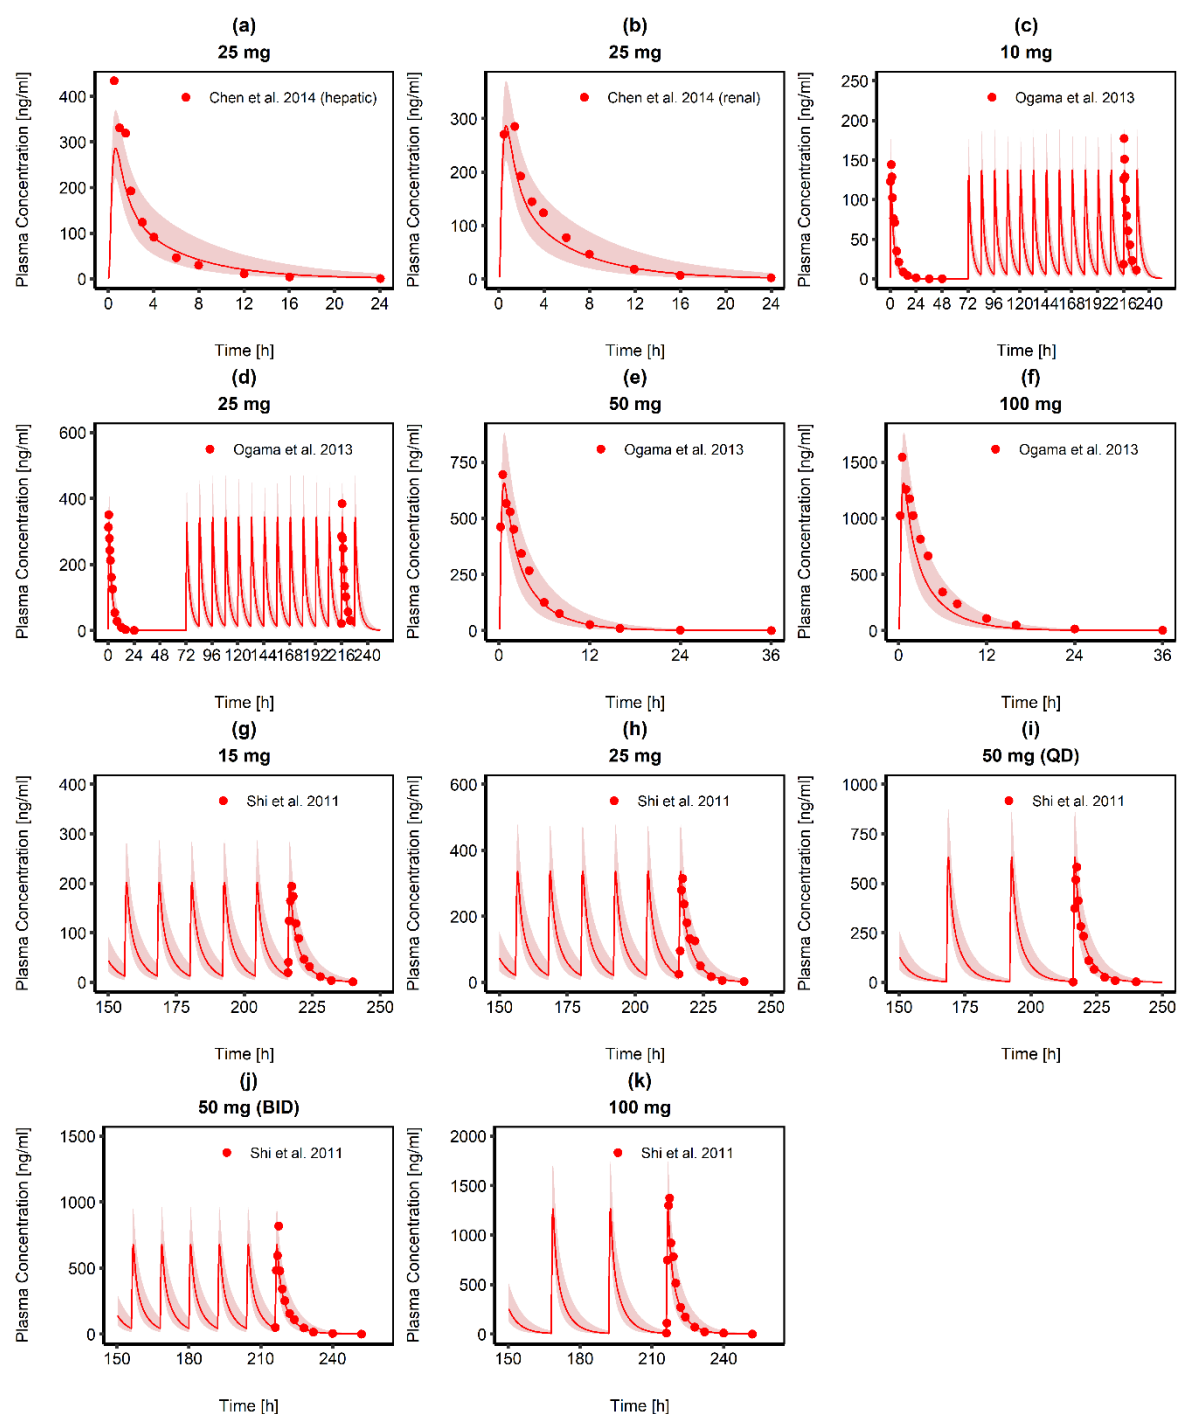 (a)
25 mg
Plasma Concentration [ng/ml]
400
300
200
100
0
Chen et al. 2014 (hepatic)
0 4 8 12 16 20 24
Time [h]
(b)
25 mg
Plasma Concentration [ng/ml]
300
200
100
0
Chen et al. 2014 (renal)
0 4 8 12 16 20 24
Time [h]
(c)
10 mg
Plasma Concentration [ng/ml]
250
200
150
100
50
0
Ogama et al. 2013
0 24 48 72 96 120 144 168 192 216 240
Time [h]
(d)
25 mg
Plasma Concentration [ng/ml]
600
400
200
0
Ogama et al. 2013
0 24 48 72 96 120 144 168 192 216 240
Time [h]
(e)
50 mg
Plasma Concentration [ng/ml]
750
500
250
0
Ogama et al. 2013
0 12 24 36
Time [h]
(f)
100 mg
Plasma Concentration [ng/ml]
1500
1000
500
0
Ogama et al. 2013
0 12 24 36
Time [h]
(g)
15 mg
Plasma Concentration [ng/ml]
400
300
200
100
0
Shi et al. 2011
150 175 200 225 250
Time [h]
(h)
25 mg
Plasma Concentration [ng/ml]
600
400
200
0
Shi et al. 2011
150 175 200 225 250
Time [h]
(i)
50 mg (QD)
Plasma Concentration [ng/ml]
1000
750
500
250
0
Shi et al. 2011
150 175 200 225 250
Time [h]
(j)
50 mg (BID)
Plasma Concentration [ng/ml]
1500
1000
500
0
Shi et al. 2011
150 180 210 240
Time [h]
(k)
100 mg
Plasma Concentration [ng/ml]
2000
1500
1000
500
0
Shi et al. 2011
150 180 210 240
Time [h]